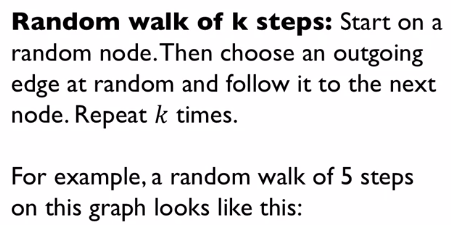 Random walk of k steps: Start on a
random node. Then choose an outgoing
edge at random and follow it to the next
node. Repeat k times.
For example, a random walk of 5 steps
on this graph looks like this: